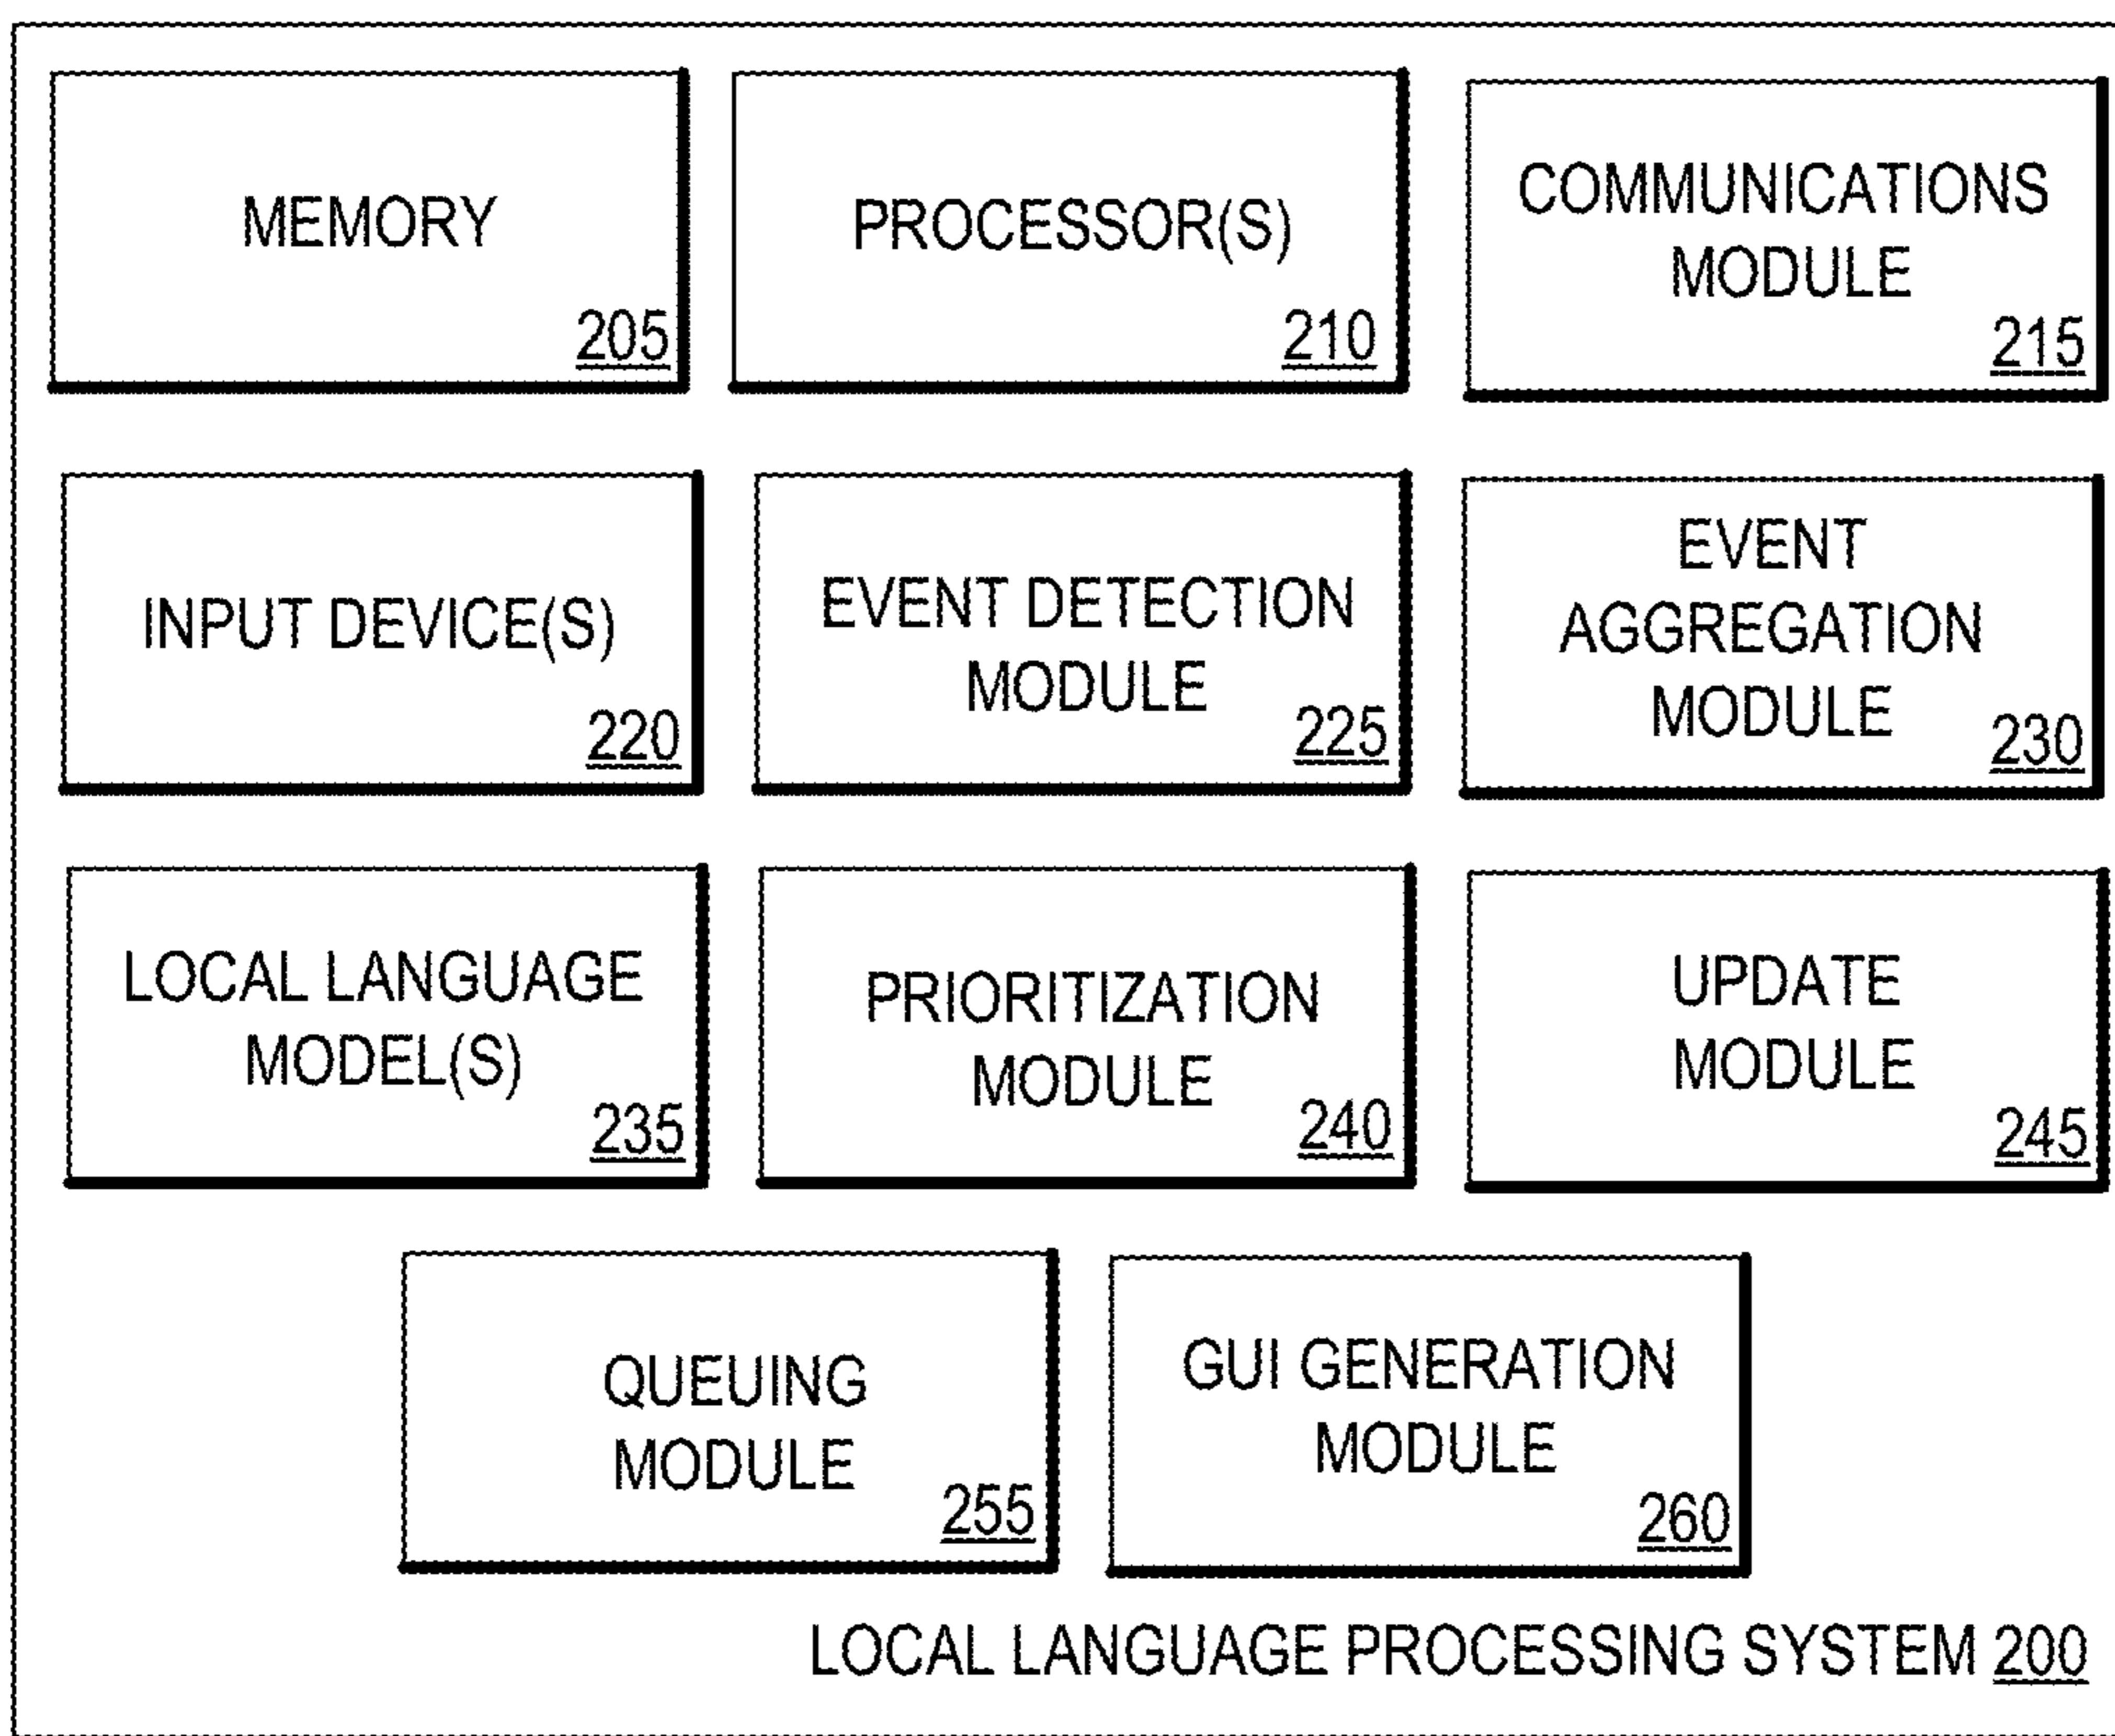 MEMORY
205
PROCESSOR(S)
210
COMMUNICATIONS
MODULE
215
INPUT DEVICE(S)
220
EVENT DETECTION
MODULE
225
EVENT
AGGREGATION
MODULE
230
LOCAL LANGUAGE
MODEL(S)
235
PRIORITIZATION
MODULE
240
UPDATE
MODULE
245
QUEUING
MODULE
255
GUI GENERATION
MODULE
260
LOCAL LANGUAGE PROCESSING SYSTEM 200